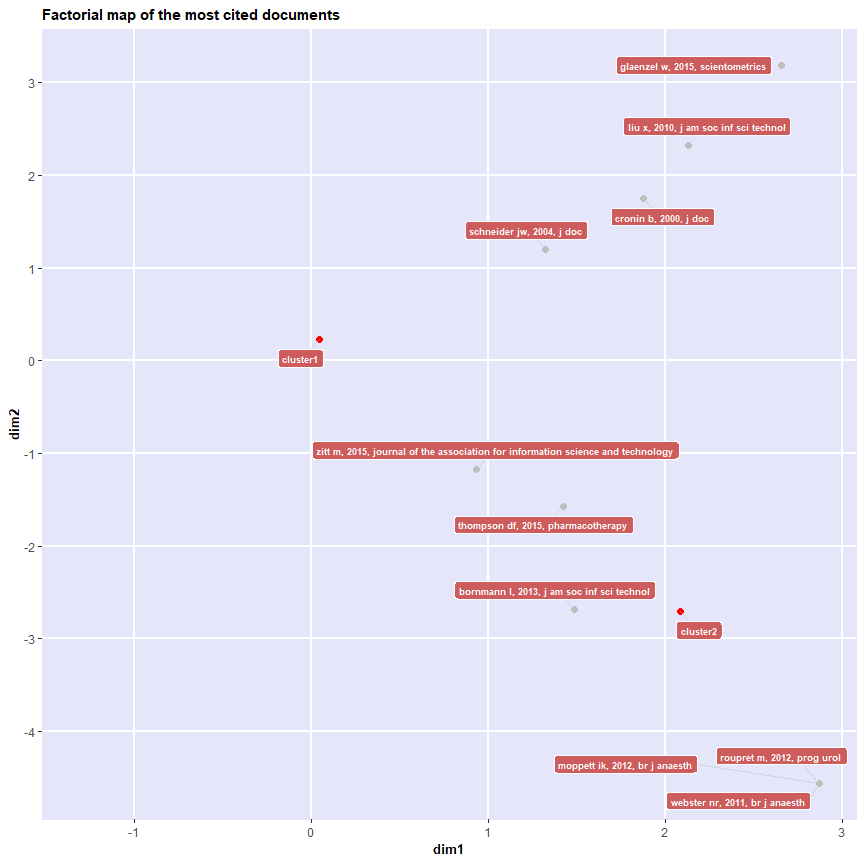 Factorial map of the most cited documents
3
glaenzel w, 2015, scientometrics
liu x, 2010, j am soc inf sci technol
2
cronin b, 2000, j doc
schneider jw, 2004, j doc
1
0
cluster1
dim2
-1
zitt m, 2015, journal of the association for information science and technology
thompson df, 2015, pharmacotherapy
-2
bornmann l, 2013, j am soc inf sci technol
cluster2
-3
-4
roupret m, 2012, prog urol
moppett ik, 2012, br j anaesth
webster nr, 2011, br j anaesth
-1 0 1 2 3
dim1